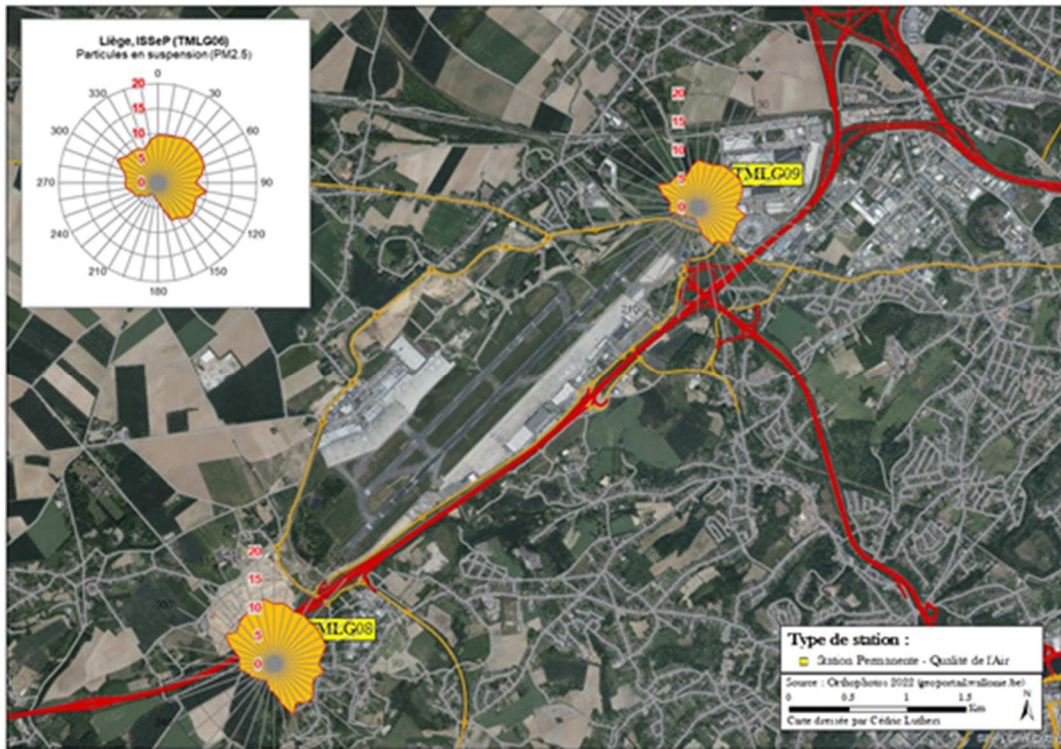 Liège, ISSeP (TMLG06)
Particules en suspension (PM2.5)
0
30
60
90
120
150
180
210
240
270
300
330
20
15
10
5
0
20
15
10
5
0
30
TMLG09
20
15
10
5
0
TMLG08
Type de station :
Station Permanente - Qualité de l'Air
Source : Orthophotos 2022 (geoportail.wallonie.be)
0 0.5 1 1.5
Km
N
Carte dressée par Cédric Luthers